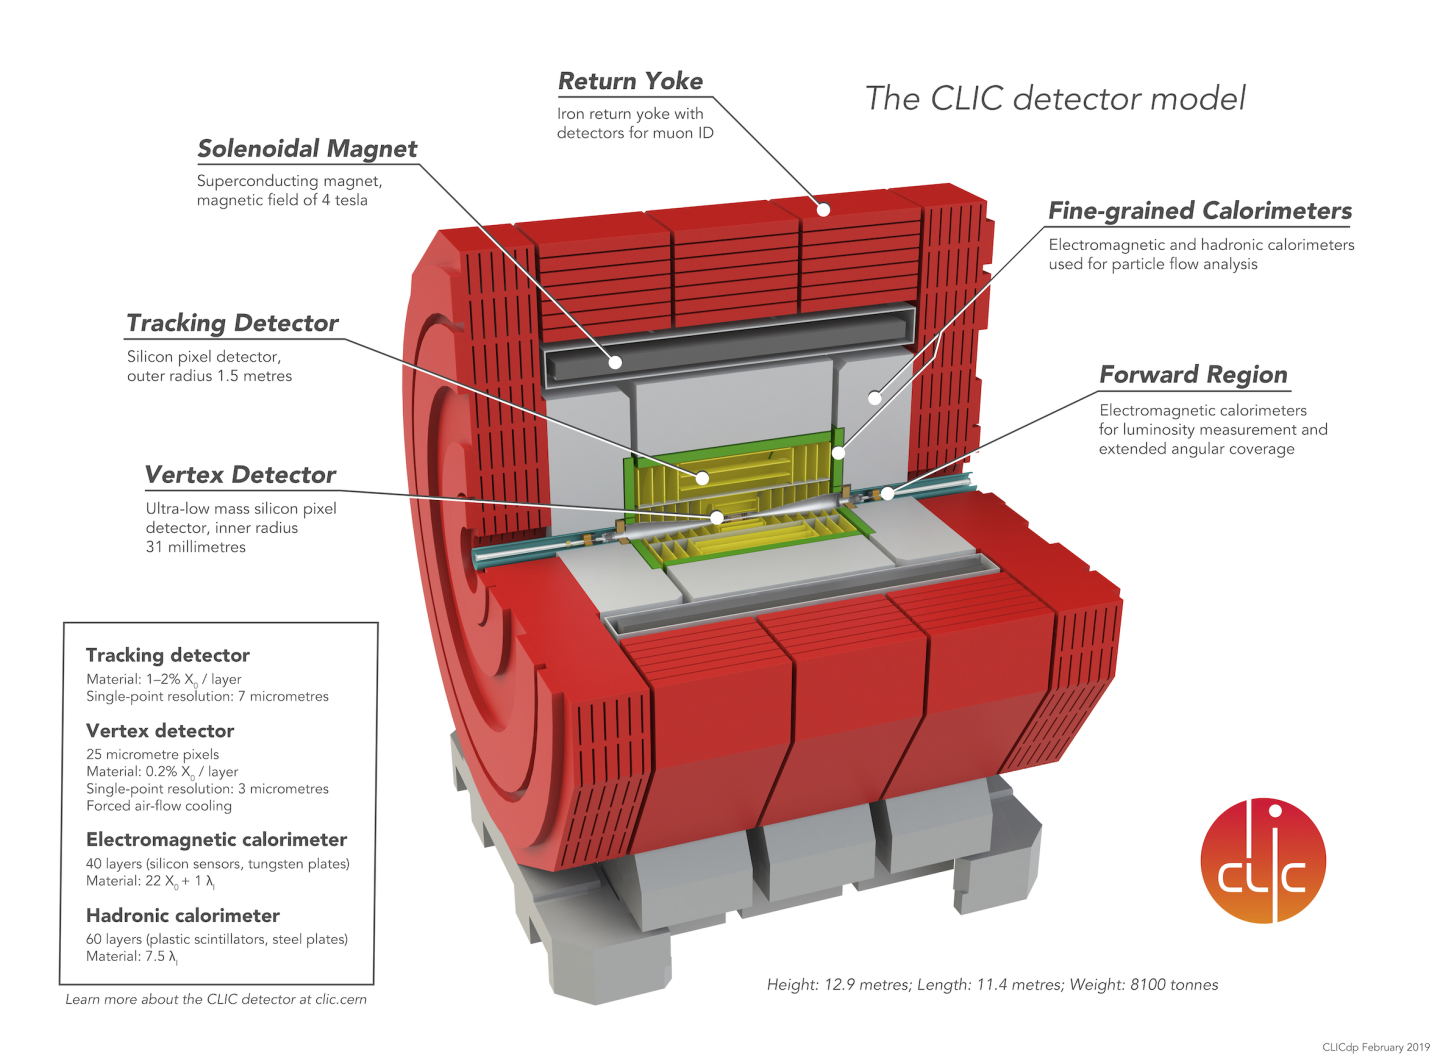 The CLIC detector model
Return Yoke
Iron return yoke with
detectors for muon ID
Solenoidal Magnet
Superconducting magnet,
magnetic field of 4 tesla
Fine-grained Calorimeters
Electromagnetic and hadronic calorimeters
used for particle flow analysis
Tracking Detector
Silicon pixel detector,
outer radius 1.5 metres
Forward Region
Electromagnetic calorimeters
for luminosity measurement and
extended angular coverage
Vertex Detector
Ultra-low mass silicon pixel
detector, inner radius
31 millimetres
Tracking detector
Material: 1–2% X₀ / layer
Single-point resolution: 7 micrometres
Vertex detector
25 micrometre pixels
Material: 0.2% X₀ / layer
Single-point resolution: 3 micrometres
Forced air-flow cooling
Electromagnetic calorimeter
40 layers (silicon sensors, tungsten plates)
Material: 22 X₀ + 1 λI
Hadronic calorimeter
60 layers (plastic scintillators, steel plates)
Material: 7.5 λI
Learn more about the CLIC detector at clic.cern
CLIC
Height: 12.9 metres; Length: 11.4 metres; Weight: 8100 tonnes
CLICdp February 2019